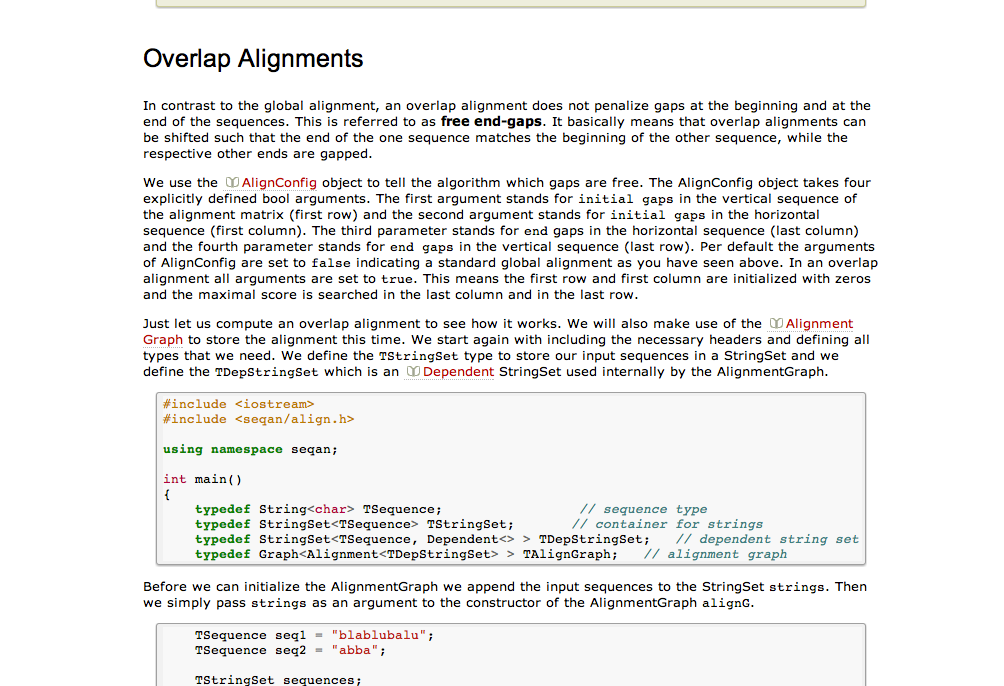 Overlap Alignments
In contrast to the global alignment, an overlap alignment does not penalize gaps at the beginning and at the
end of the sequences. This is referred to as free end-gaps. It basically means that overlap alignments can
be shifted such that the end of the one sequence matches the beginning of the other sequence, while the
respective other ends are gapped.
We use the AlignConfig object to tell the algorithm which gaps are free. The AlignConfig object takes four
explicitly defined bool arguments. The first argument stands for initial gaps in the vertical sequence of
the alignment matrix (first row) and the second argument stands for initial gaps in the horizontal
sequence (first column). The third parameter stands for end gaps in the horizontal sequence (last column)
and the fourth parameter stands for end gaps in the vertical sequence (last row). Per default the arguments
of AlignConfig are set to false indicating a standard global alignment as you have seen above. In an overlap
alignment all arguments are set to true. This means the first row and first column are initialized with zeros
and the maximal score is searched in the last column and in the last row.
Just let us compute an overlap alignment to see how it works. We will also make use of the Alignment
Graph to store the alignment this time. We start again with including the necessary headers and defining all
types that we need. We define the TStringSet type to store our input sequences in a StringSet and we
define the TDepStringSet which is an Dependent StringSet used internally by the AlignmentGraph.
#include <iostream>
#include <seqan/align.h>
using namespace seqan;
int main()
{
typedef String<char> TSequence; // sequence type
typedef StringSet<TSequence> TStringSet; // container for strings
typedef StringSet<TSequence, Dependent<> > TDepStringSet; // dependent string set
typedef Graph<Alignment<TDepStringSet> > TAlignGraph; // alignment graph
Before we can initialize the AlignmentGraph we append the input sequences to the StringSet strings. Then
we simply pass strings as an argument to the constructor of the AlignmentGraph alignG.
TSequence seq1 = "blablubalu";
TSequence seq2 = "abba";
TStringSet sequences;